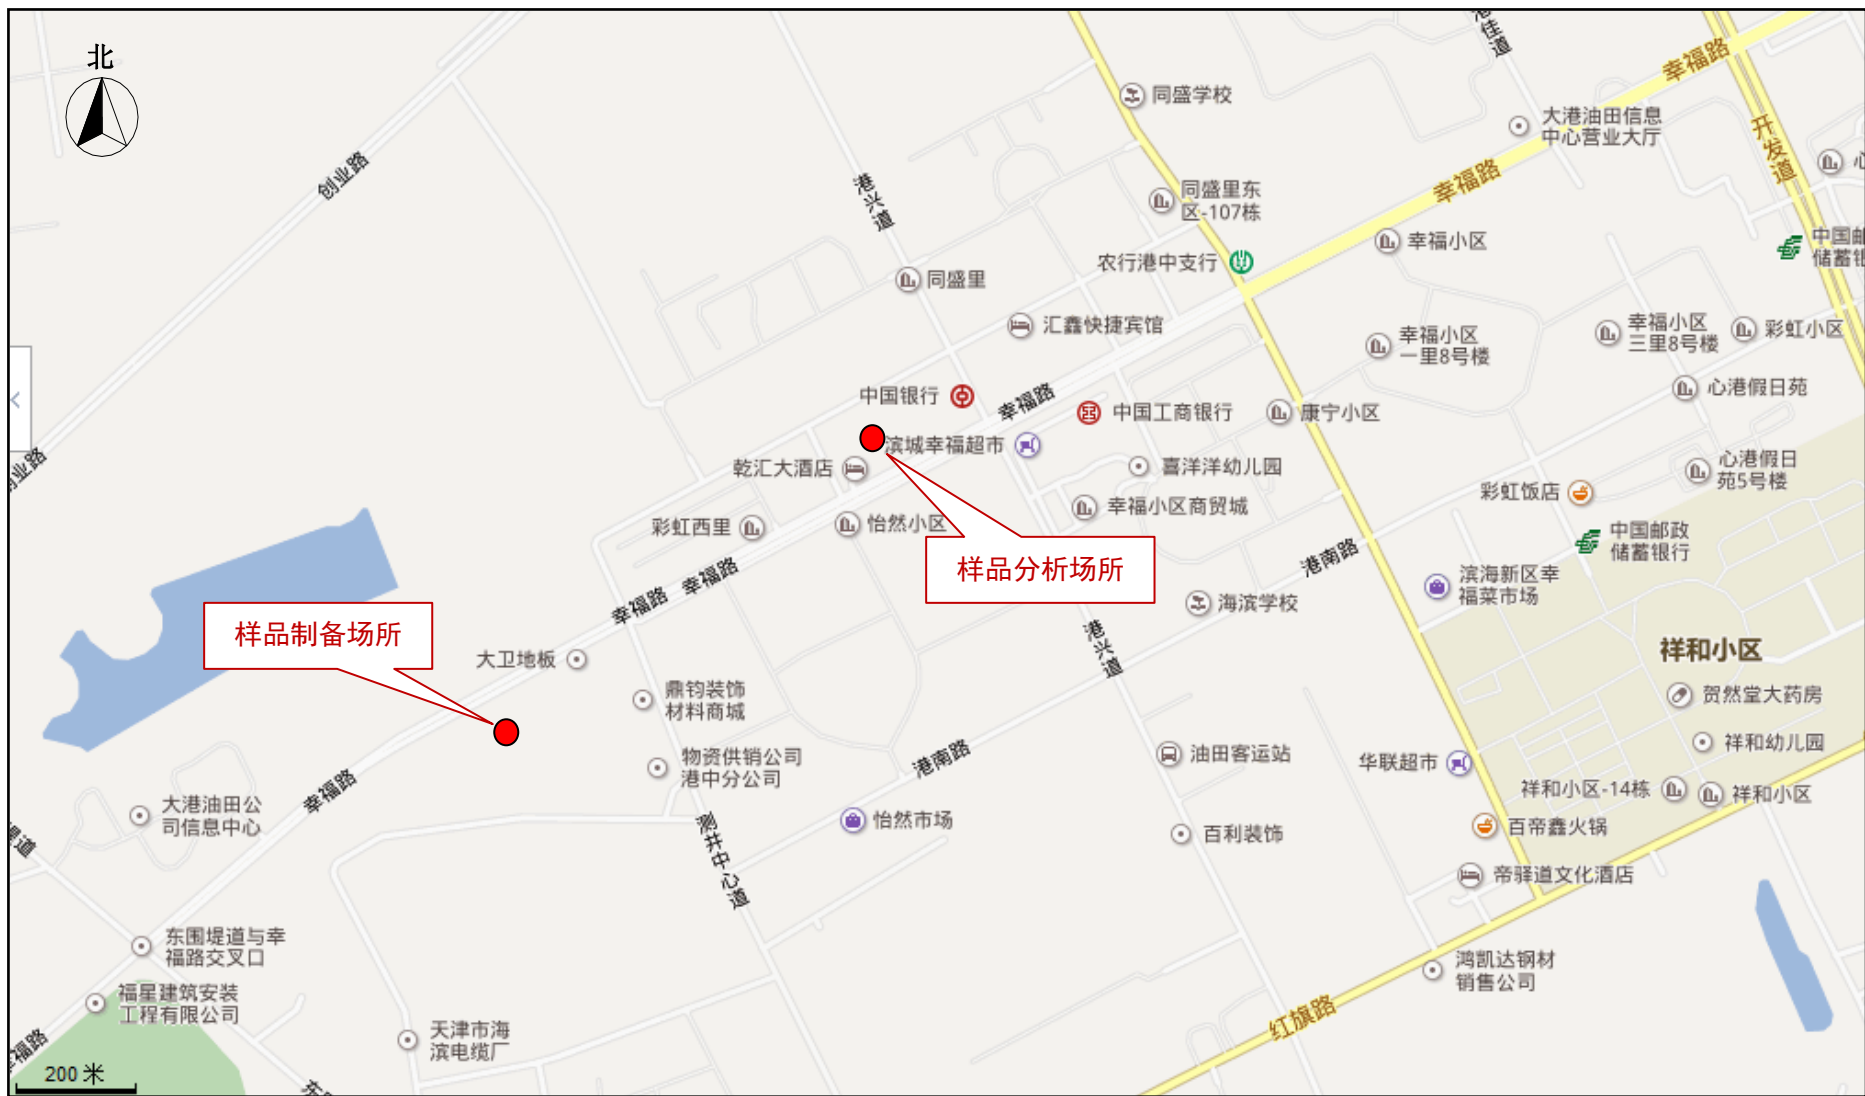 北
港佳道
幸福路
同盛学校
大港油田信息
中心营业大厅
开发道
创业路
港兴道
幸福路
同盛里东
区-107栋
心
中国邮
储蓄银
幸福小区
农行港中支行
同盛里
汇鑫快捷宾馆
幸福小区
一里8号楼
幸福小区
三里8号楼
彩虹小区
中国银行
幸福路
中国工商银行
康宁小区
心港假日苑
滨城幸福超市
乾汇大酒店
喜洋洋幼儿园
心港假日
苑5号楼
彩虹饭店
创业路
彩虹西里
怡然小区
幸福小区商贸城
中国邮政
储蓄银行
样品分析场所
港南路
滨海新区幸
福菜市场
幸福路
幸福路
海滨学校
样品制备场所
港兴道
祥和小区
大卫地板
鼎钧装饰
材料商城
贺然堂大药房
祥和幼儿园
物资供销公司
港中分公司
港南路
油田客运站
华联超市
祥和小区-14栋
祥和小区
幸福路
大港油田公
司信息中心
怡然市场
测井中心道
百利装饰
百帝鑫火锅
帝驿道文化酒店
堤道
东围堤道与幸
福路交叉口
鸿凯达钢材
销售公司
福星建筑安装
工程有限公司
红旗路
天津市海
滨电缆厂
幸福路
200 米
东